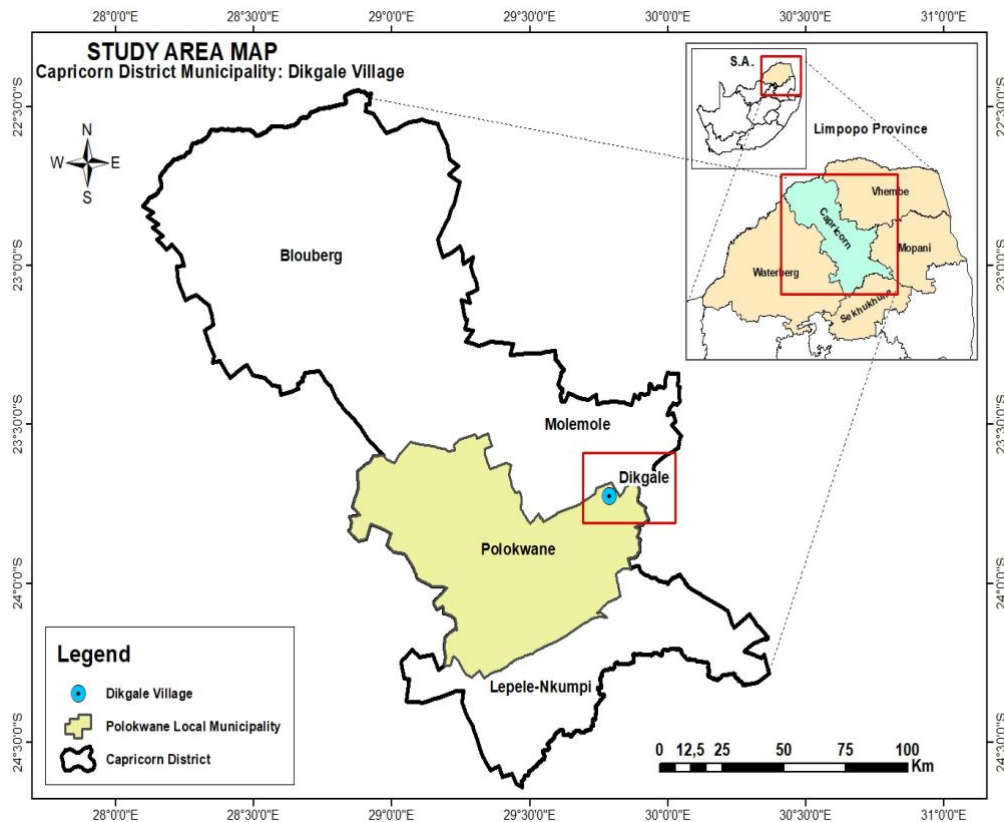 28°0'0"E 28°30'0"E 29°0'0"E 29°30'0"E 30°0'0"E 30°30'0"E 31°0'0"E
STUDY AREA MAP
Capricorn District Municipality: Dikgale Village
S.A.
Limpopo Province
N
W E
S
Vhembe
Capricorn
Mopani
Waterberg
Sekhukhune
Blouberg
Molemole
Dikgale
Polokwane
Lepele-Nkumpi
22°30'0"S
23°0'0"S
23°30'0"S
24°0'0"S
24°30'0"S
22°30'0"S
23°0'0"S
23°30'0"S
24°0'0"S
24°30'0"S
Legend
Dikgale Village
Polokwane Local Municipality
Capricorn District
0 12,5 25 50 75 100
Km
28°0'0"E 28°30'0"E 29°0'0"E 29°30'0"E 30°0'0"E 30°30'0"E 31°0'0"E